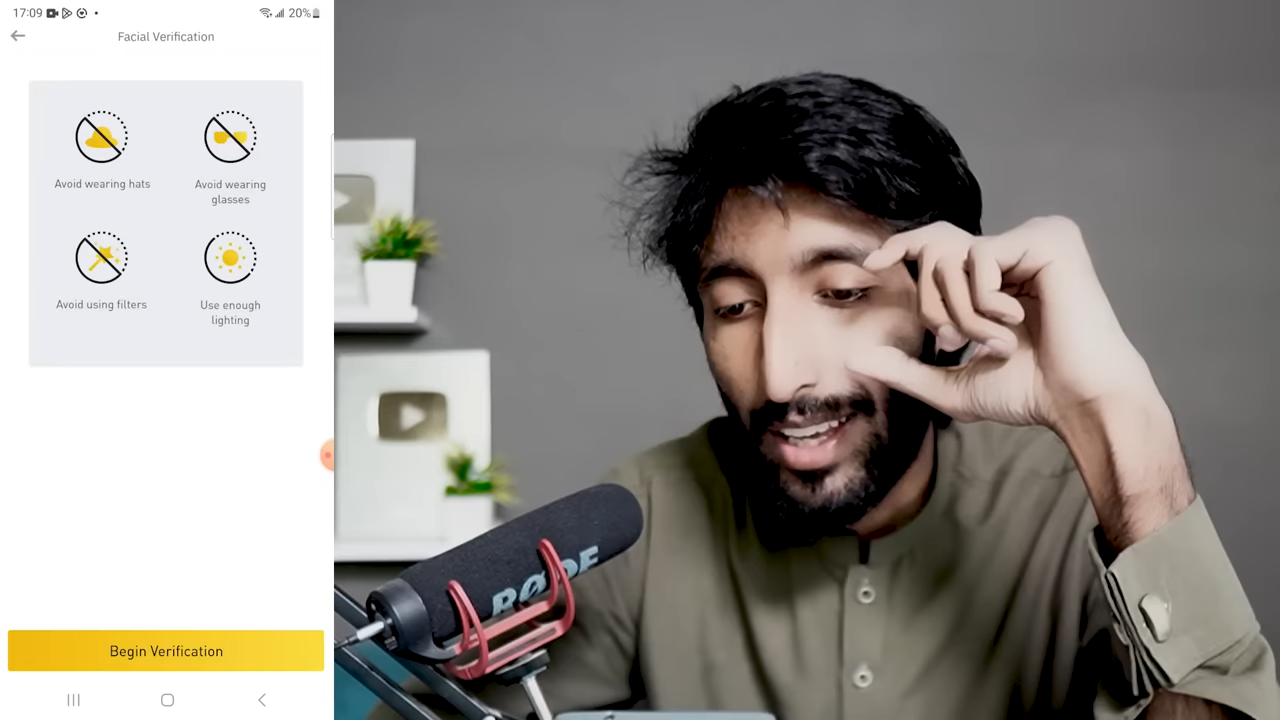 17:09
20%
Facial Verification
Avoid wearing hats
Avoid wearing
glasses
Avoid using filters
Use enough
lighting
RØDE
Begin Verification